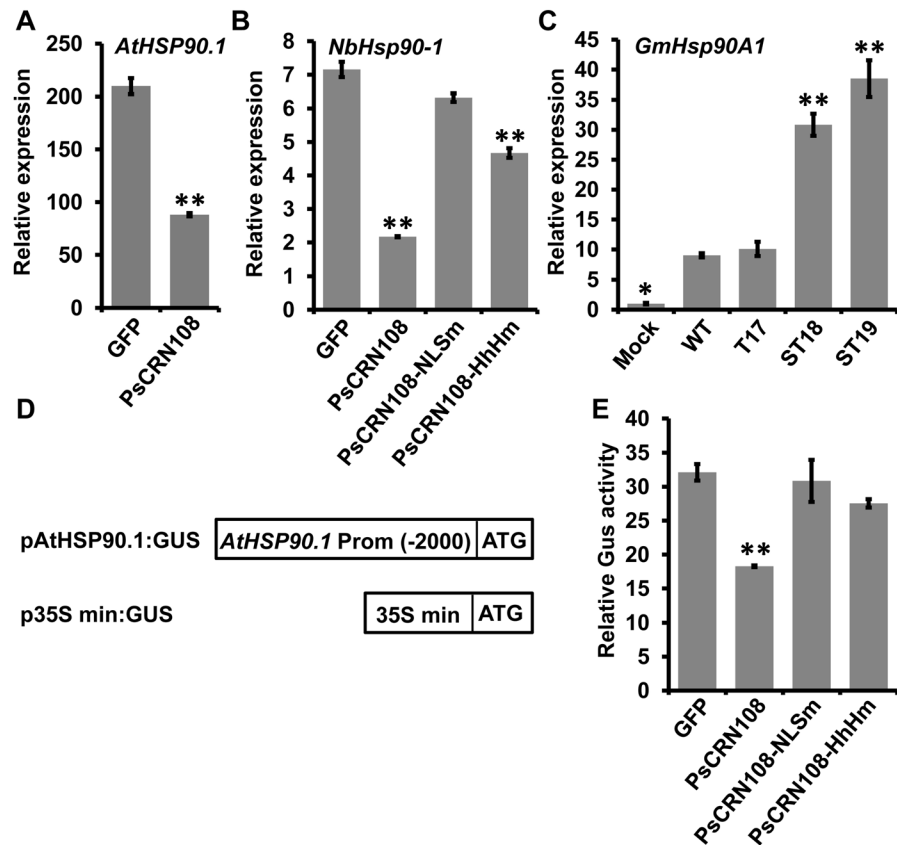 A
AtHSP90.1
Relative expression
250
200
150
100
50
0
**
GFP
PsCRN108
B
NbHsp90-1
Relative expression
8
7
6
5
4
3
2
1
0
**
**
GFP
PsCRN108
PsCRN108-NLSm
PsCRN108-HhHm
C
GmHsp90A1
Relative expression
45
40
35
30
25
20
15
10
5
0
*
**
**
Mock
WT
T17
ST18
ST19
D
pAtHSP90.1:GUS
AtHSP90.1 Prom (-2000) ATG
p35S min:GUS
35S min ATG
E
Relative Gus activity
40
35
30
25
20
15
10
5
0
**
GFP
PsCRN108
PsCRN108-NLSm
PsCRN108-HhHm